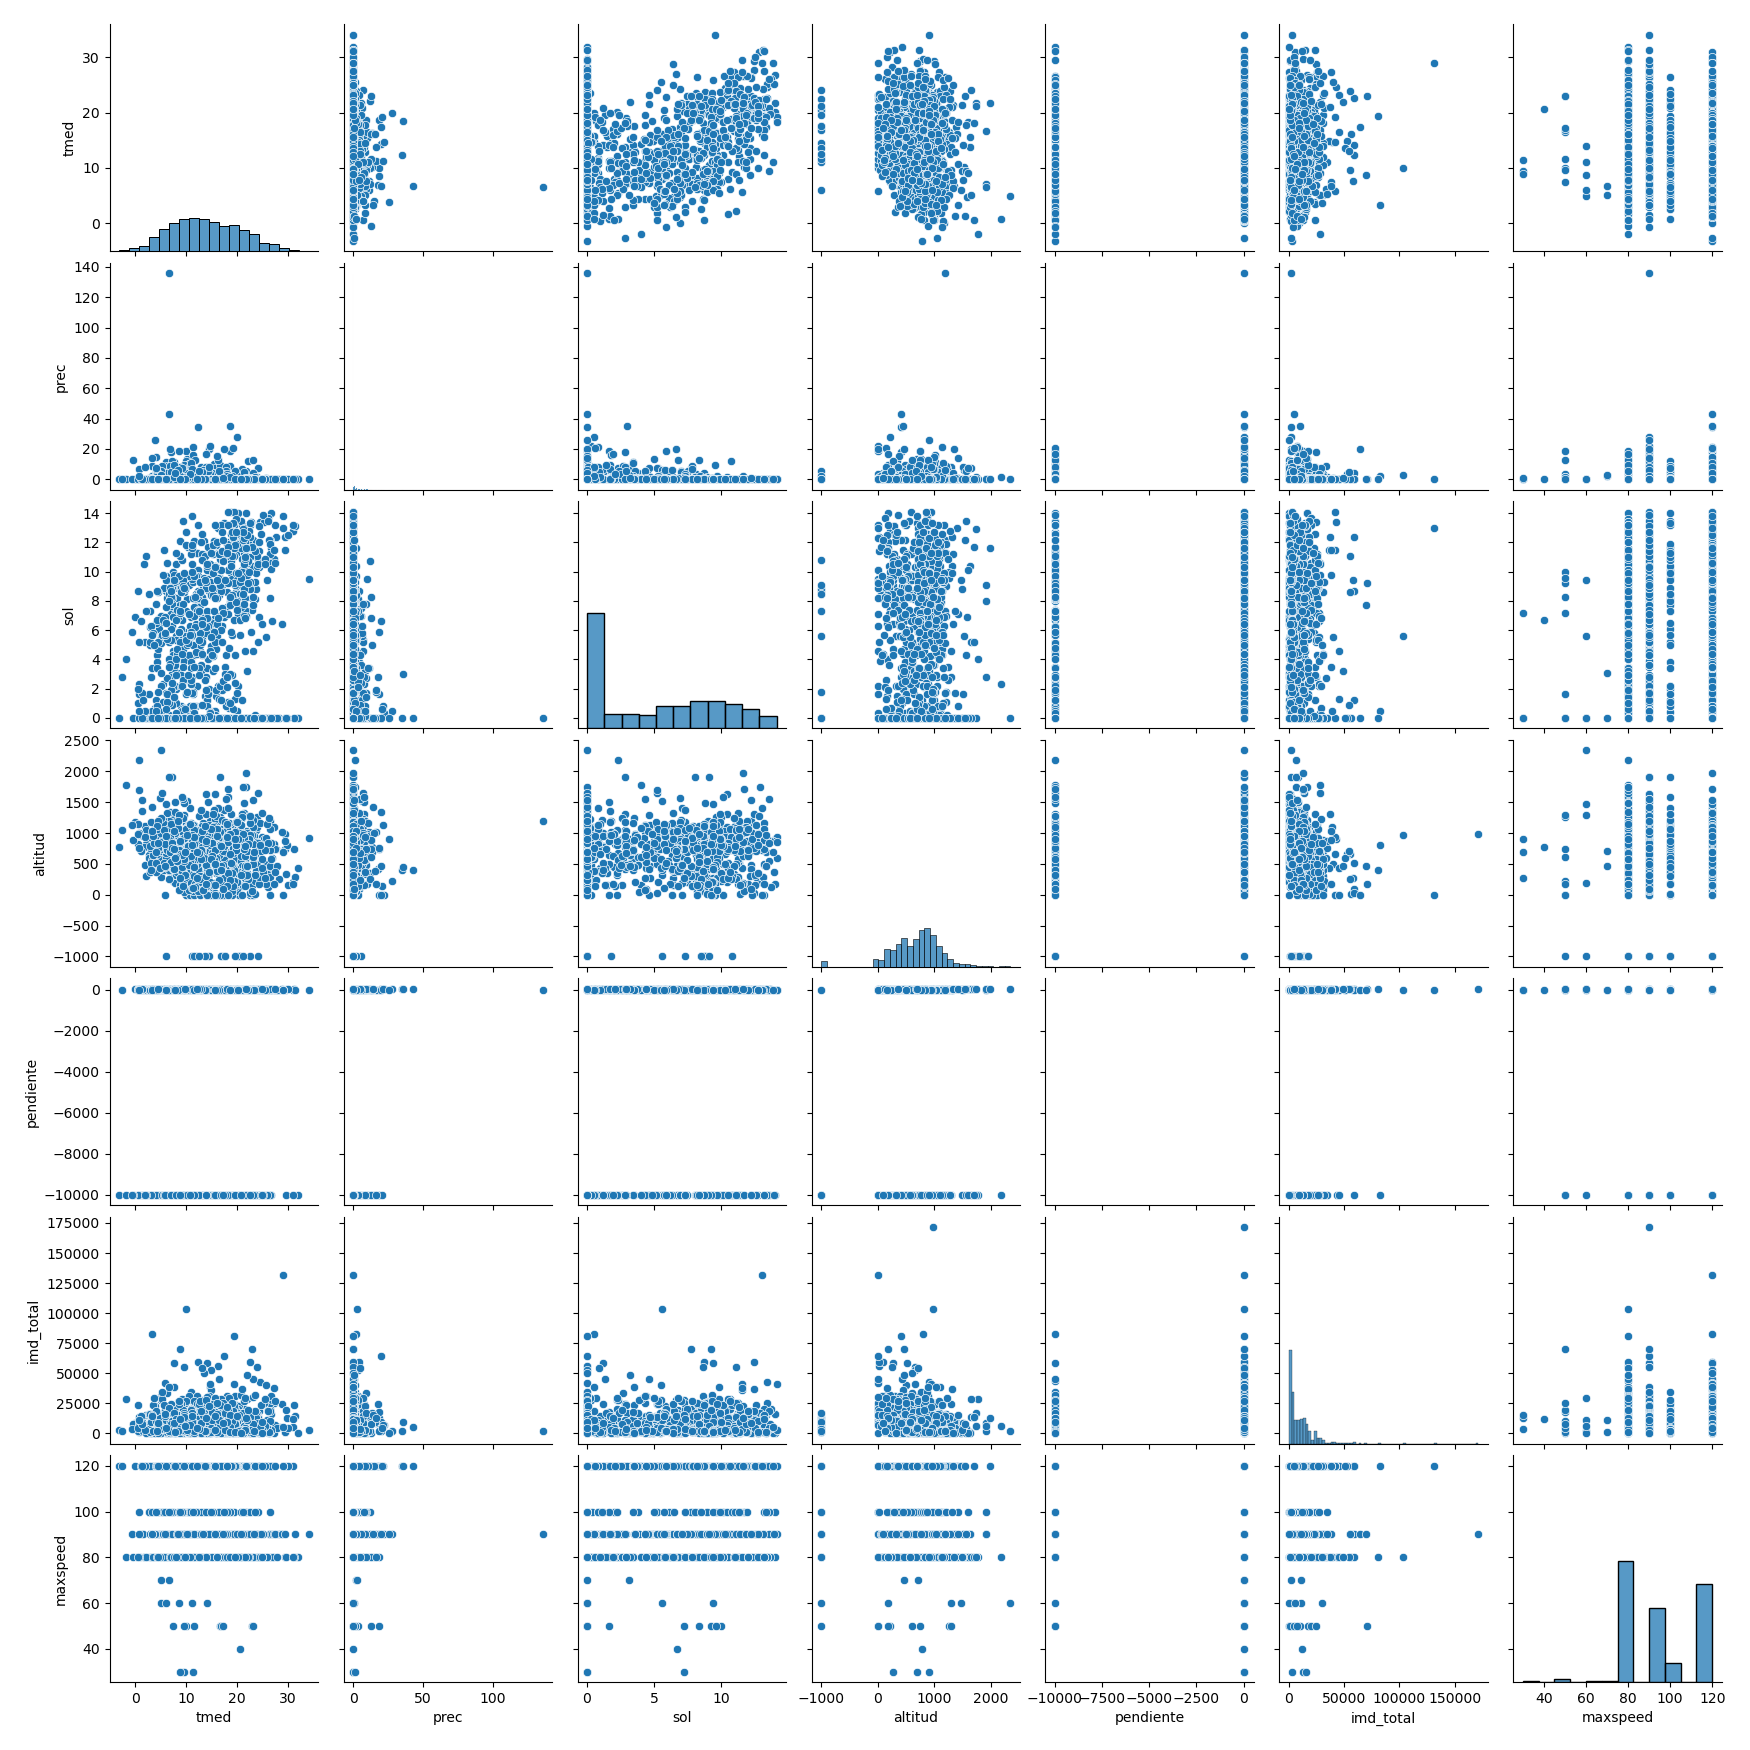 30
20
10
0
tmed
140
120
100
80
60
40
20
0
prec
14
12
10
8
6
4
2
0
sol
2500
2000
1500
1000
500
0
−500
−1000
altitud
0
−2000
−4000
−6000
−8000
−10000
pendiente
175000
150000
125000
100000
75000
50000
25000
0
imd_total
120
100
80
60
40
maxspeed
0 10 20 30
tmed
0 50 100
prec
0 5 10
sol
−1000 0 1000 2000
altitud
−10000 −7500 −5000 −2500 0
pendiente
0 50000 100000 150000
imd_total
40 60 80 100 120
maxspeed